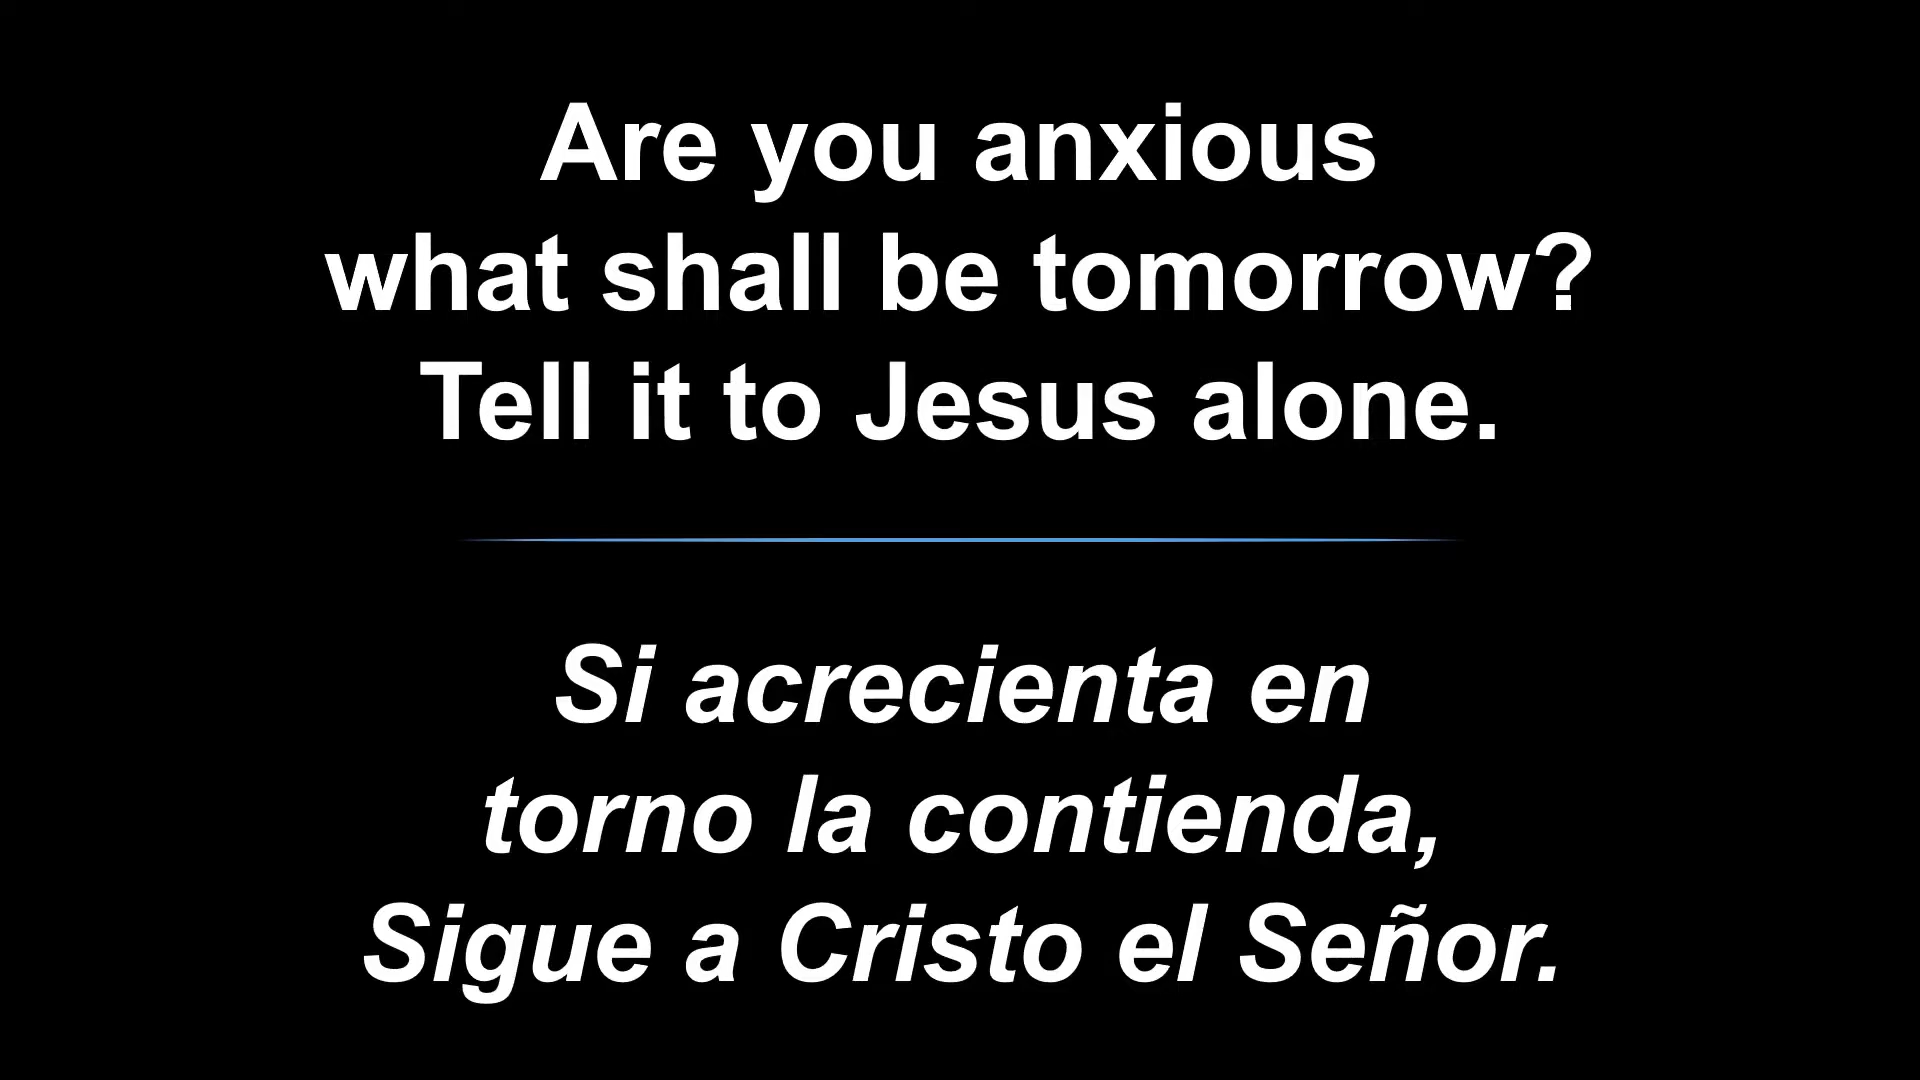 Are you anxious
what shall be tomorrow?
Tell it to Jesus alone.
Si acrecienta en
torno la contienda,
Sigue a Cristo el Señor.